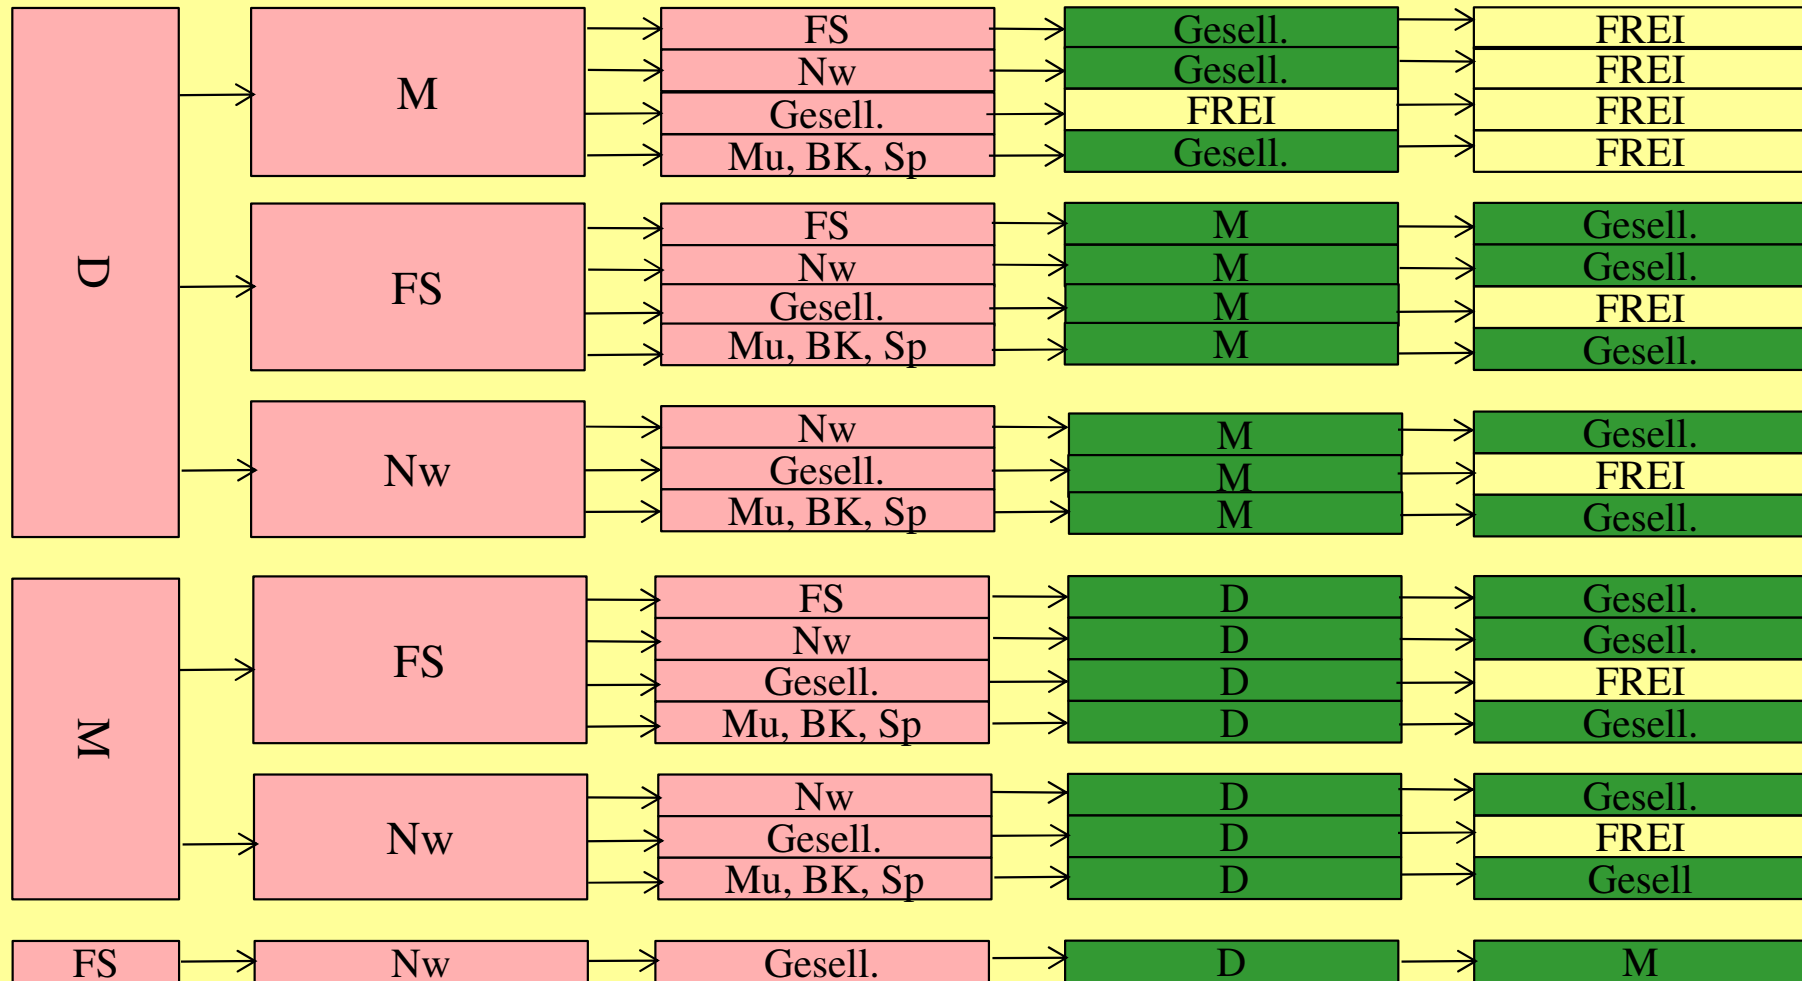 FS Gesell. FREI
Nw Gesell. FREI
M
Gesell. FREI FREI
Mu, BK, Sp Gesell. FREI
D
FS M Gesell.
Nw M Gesell.
FS
Gesell. M FREI
Mu, BK, Sp M Gesell.
Nw M Gesell.
Nw Gesell. M FREI
Mu, BK, Sp M Gesell.
M
FS D Gesell.
Nw D Gesell.
FS
Gesell. D FREI
Mu, BK, Sp D Gesell.
Nw D Gesell.
Nw Gesell. D FREI
Mu, BK, Sp D Gesell
FS Nw Gesell. D M